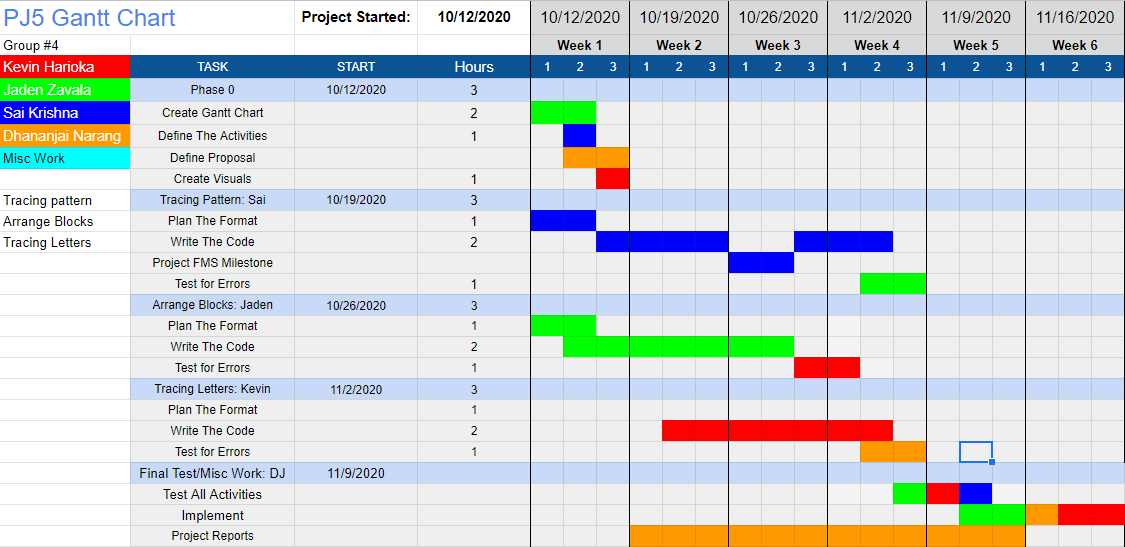 PJ5 Gantt Chart Project Started: 10/12/2020 10/12/2020 10/19/2020 10/26/2020 11/2/2020 11/9/2020 11/16/2020
Group #4 Week 1 Week 2 Week 3 Week 4 Week 5 Week 6
Kevin Harioka TASK START Hours 1 2 3 1 2 3 1 2 3 1 2 3 1 2 3 1 2 3
Jaden Zavala Phase 0 10/12/2020 3
Sai Krishna Create Gantt Chart 2
Dhananjai Narang Define The Activities 1
Misc Work Define Proposal
Create Visuals 1
Tracing pattern Tracing Pattern: Sai 10/19/2020 3
Arrange Blocks Plan The Format 1
Tracing Letters Write The Code 2
Project FMS Milestone
Test for Errors 1
Arrange Blocks: Jaden 10/26/2020 3
Plan The Format 1
Write The Code 2
Test for Errors 1
Tracing Letters: Kevin 11/2/2020 3
Plan The Format 1
Write The Code 2
Test for Errors 1
Final Test/Misc Work: DJ 11/9/2020
Test All Activities
Implement
Project Reports